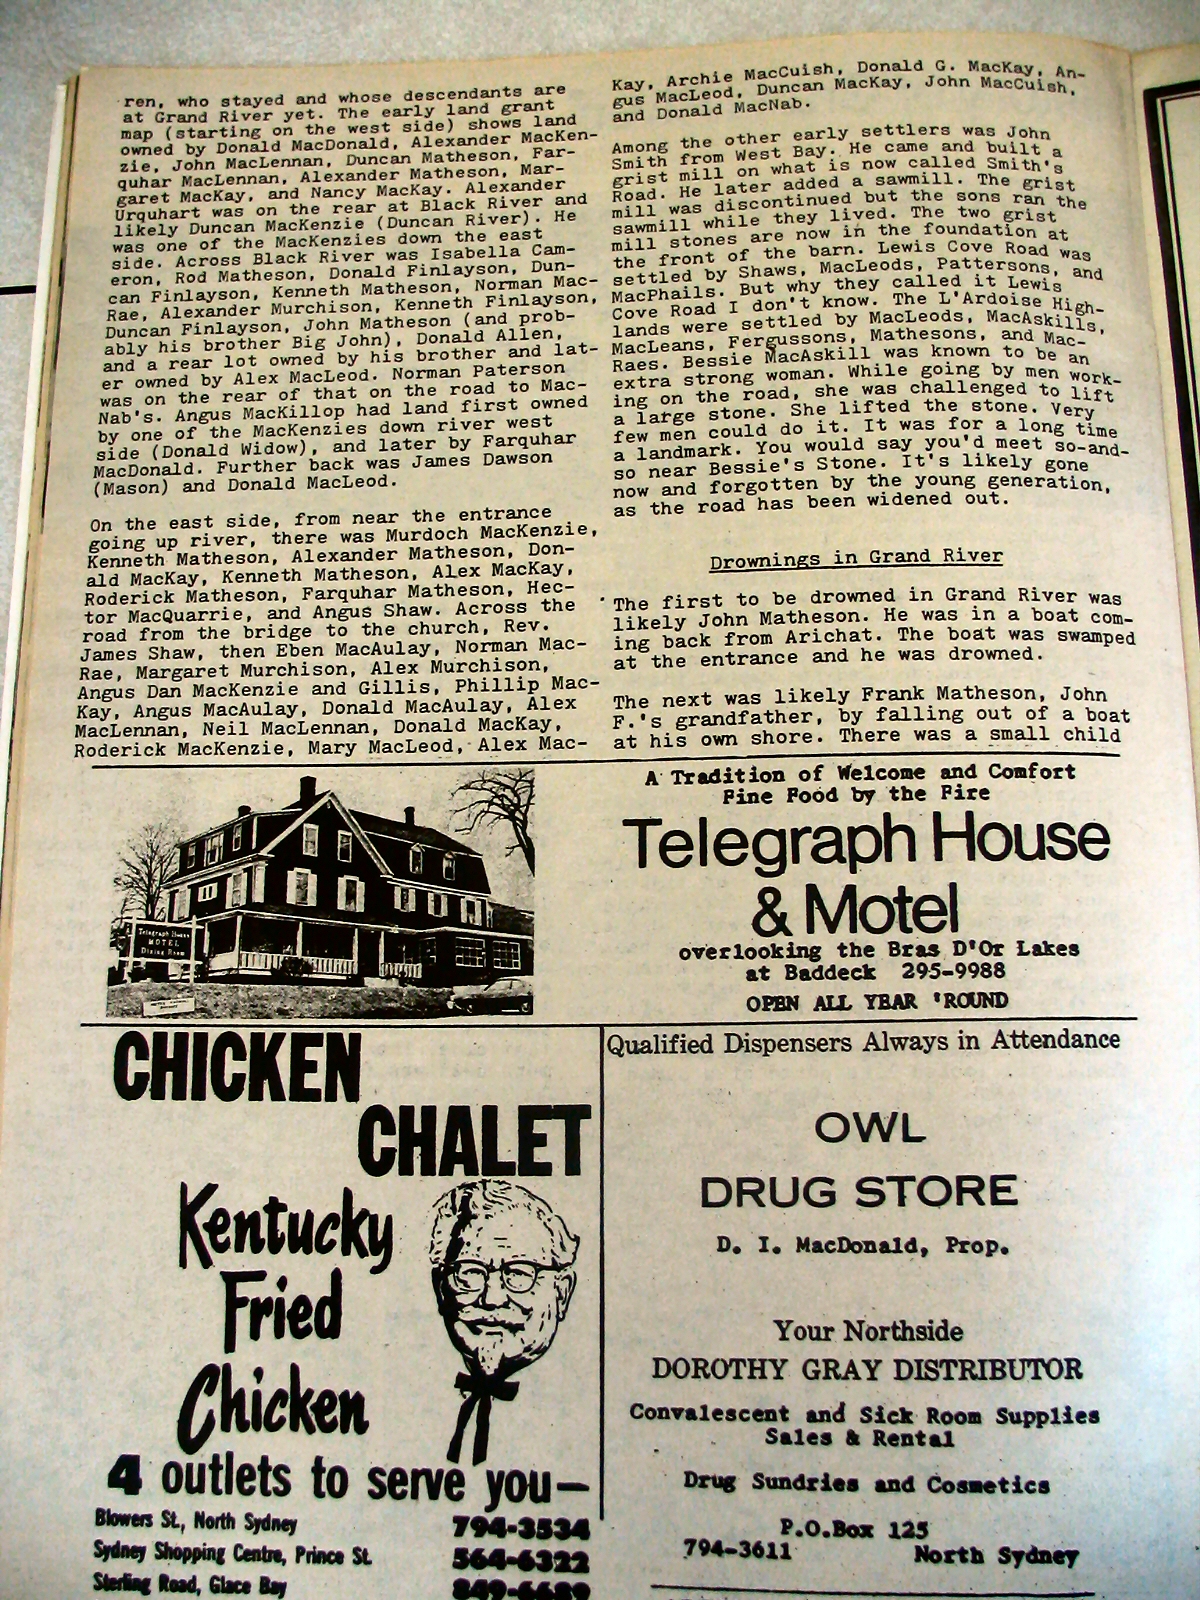 ren, who stayed and whose descendants are
at Grand River yet. The early land grant
map (starting on the west side) shows land
owned by Donald MacDonald, Alexander MacKen-
zie, John MacLennan, Duncan Matheson, Far-
quhar MacLennan, Alexander Matheson, Mar-
garet MacKay, and Nancy MacKay. Alexander
Urquhart was on the rear at Black River and
likely Duncan MacKenzie (Duncan River). He
was one of the MacKenzies down the east
side. Across Black River was Isabella Cam-
eron, Rod Matheson, Donald Finlayson, Dun-
can Finlayson, Kenneth Matheson, Norman Mac-
Rae, Alexander Murchison, Kenneth Finlayson,
Duncan Finlayson, John Matheson (and prob-
ably his brother Big John), Donald Allen,
and a rear lot owned by his brother and lat-
er owned by Alex MacLeod. Norman Paterson
was on the rear of that on the road to Mac-
Nab's. Angus MacKillop had land first owned
by one of the MacKenzies down river west
side (Donald Widow), and later by Farquhar
MacDonald. Further back was James Dawson
(Mason) and Donald MacLeod.
On the east side, from near the entrance
going up river, there was Murdoch MacKenzie,
Kenneth Matheson, Alexander Matheson, Don-
ald MacKay, Kenneth Matheson, Alex MacKay,
Roderick Matheson, Farquhar Matheson, Hec-
tor MacQuarrie, and Angus Shaw. Across the
road from the bridge to the church, Rev.
James Shaw, then Eben MacAulay, Norman Mac-
Rae, Margaret Murchison, Alex Murchison,
Angus Dan MacKenzie and Gillis, Phillip Mac-
Kay, Angus MacAulay, Donald MacAulay, Alex
MacLennan, Neil MacLennan, Donald MacKay,
Roderick MacKenzie, Mary MacLeod, Alex Mac-
Kay, Archie MacCuish, Donald G. MacKay, An-
gus MacLeod, Duncan MacKay, John MacCuish,
and Donald MacNab.
Among the other early settlers was John
Smith from West Bay. He came and built a
grist mill on what is now called Smith's
Road. He later added a sawmill. The grist
mill was discontinued but the sons ran the
sawmill while they lived. The two grist
mill stones are now in the foundation at
the front of the barn. Lewis Cove Road was
settled by Shaws, MacLeods, Pattersons, and
MacPhails. But why they called it Lewis
Cove Road I don't know. The L'Ardoise High-
lands were settled by MacLeods, MacAskills,
MacLeans, Fergussons, Mathesons, and Mac-
Raes. Bessie MacAskill was known to be an
extra strong woman. While going by men work-
ing on the road, she was challenged to lift
a large stone. She lifted the stone. Very
few men could do it. It was for a long time
a landmark. You would say you'd meet so-and-
so near Bessie's Stone. It's likely gone
now and forgotten by the young generation,
as the road has been widened out.
Drownings in Grand River
The first to be drowned in Grand River was
likely John Matheson. He was in a boat com-
ing back from Arichat. The boat was swamped
at the entrance and he was drowned.
The next was likely Frank Matheson, John
F.'s grandfather, by falling out of a boat
at his own shore. There was a small child
Telegraph House
MOTEL
Dining Room
A Tradition of Welcome and Comfort
Fine Food by the Fire
Telegraph House
& Motel
overlooking the Bras D'Or Lakes
at Baddeck 295-9988
OPEN ALL YEAR 'ROUND
CHICKEN
CHALET
Kentucky
Fried
Chicken
4 outlets to serve you—
Blowers St., North Sydney 794-3534
Sydney Shopping Centre, Prince St. 564-6322
Sterling Road, Glace Bay 849-6689
Qualified Dispensers Always in Attendance
OWL
DRUG STORE
D. I. MacDonald, Prop.
Your Northside
DOROTHY GRAY DISTRIBUTOR
Convalescent and Sick Room Supplies
Sales & Rental
Drug Sundries and Cosmetics
P.O.Box 125
794-3611 North Sydney